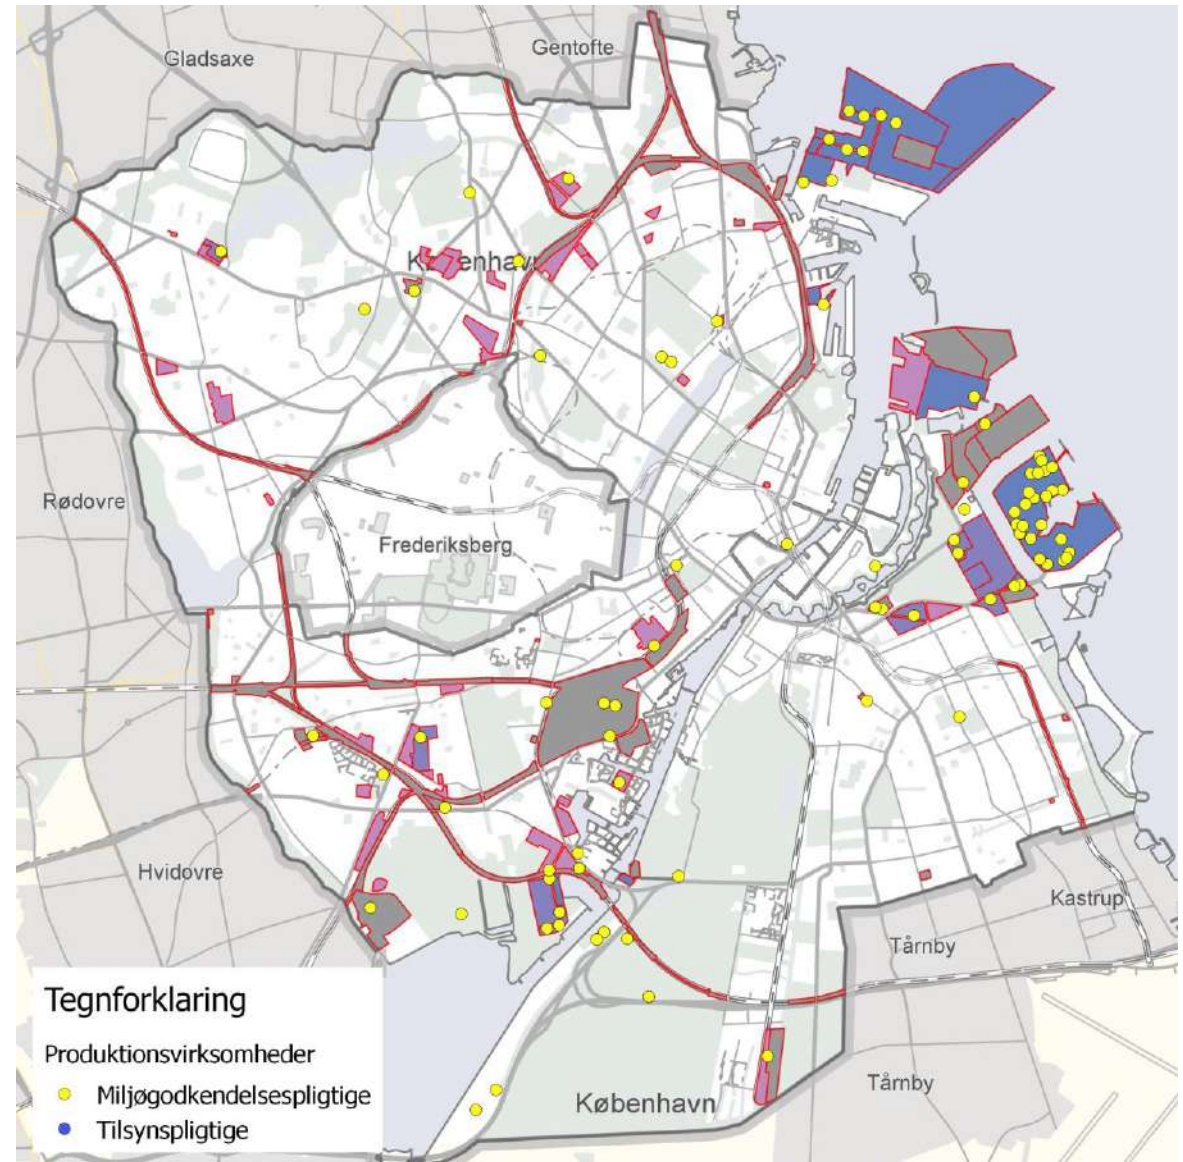 Gentofte
Gladsaxe
København
Rødovre
Frederiksberg
Hvidovre
Kastrup
Tårnby
Tårnby
København
Tegnforklaring
Produktionsvirksomheder
Miljøgodkendelsespligtige
Tilsynspligtige